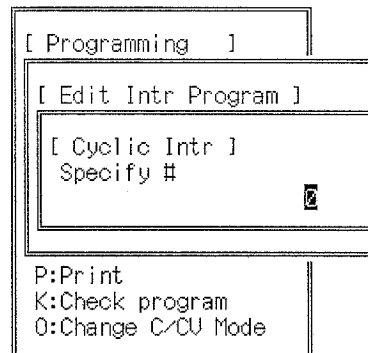 [ Programming ]
[ Edit Intr Program ]
[ Cyclic Intr ]
Specify #
0
P:Print
K:Check program
O:Change C/CV Mode